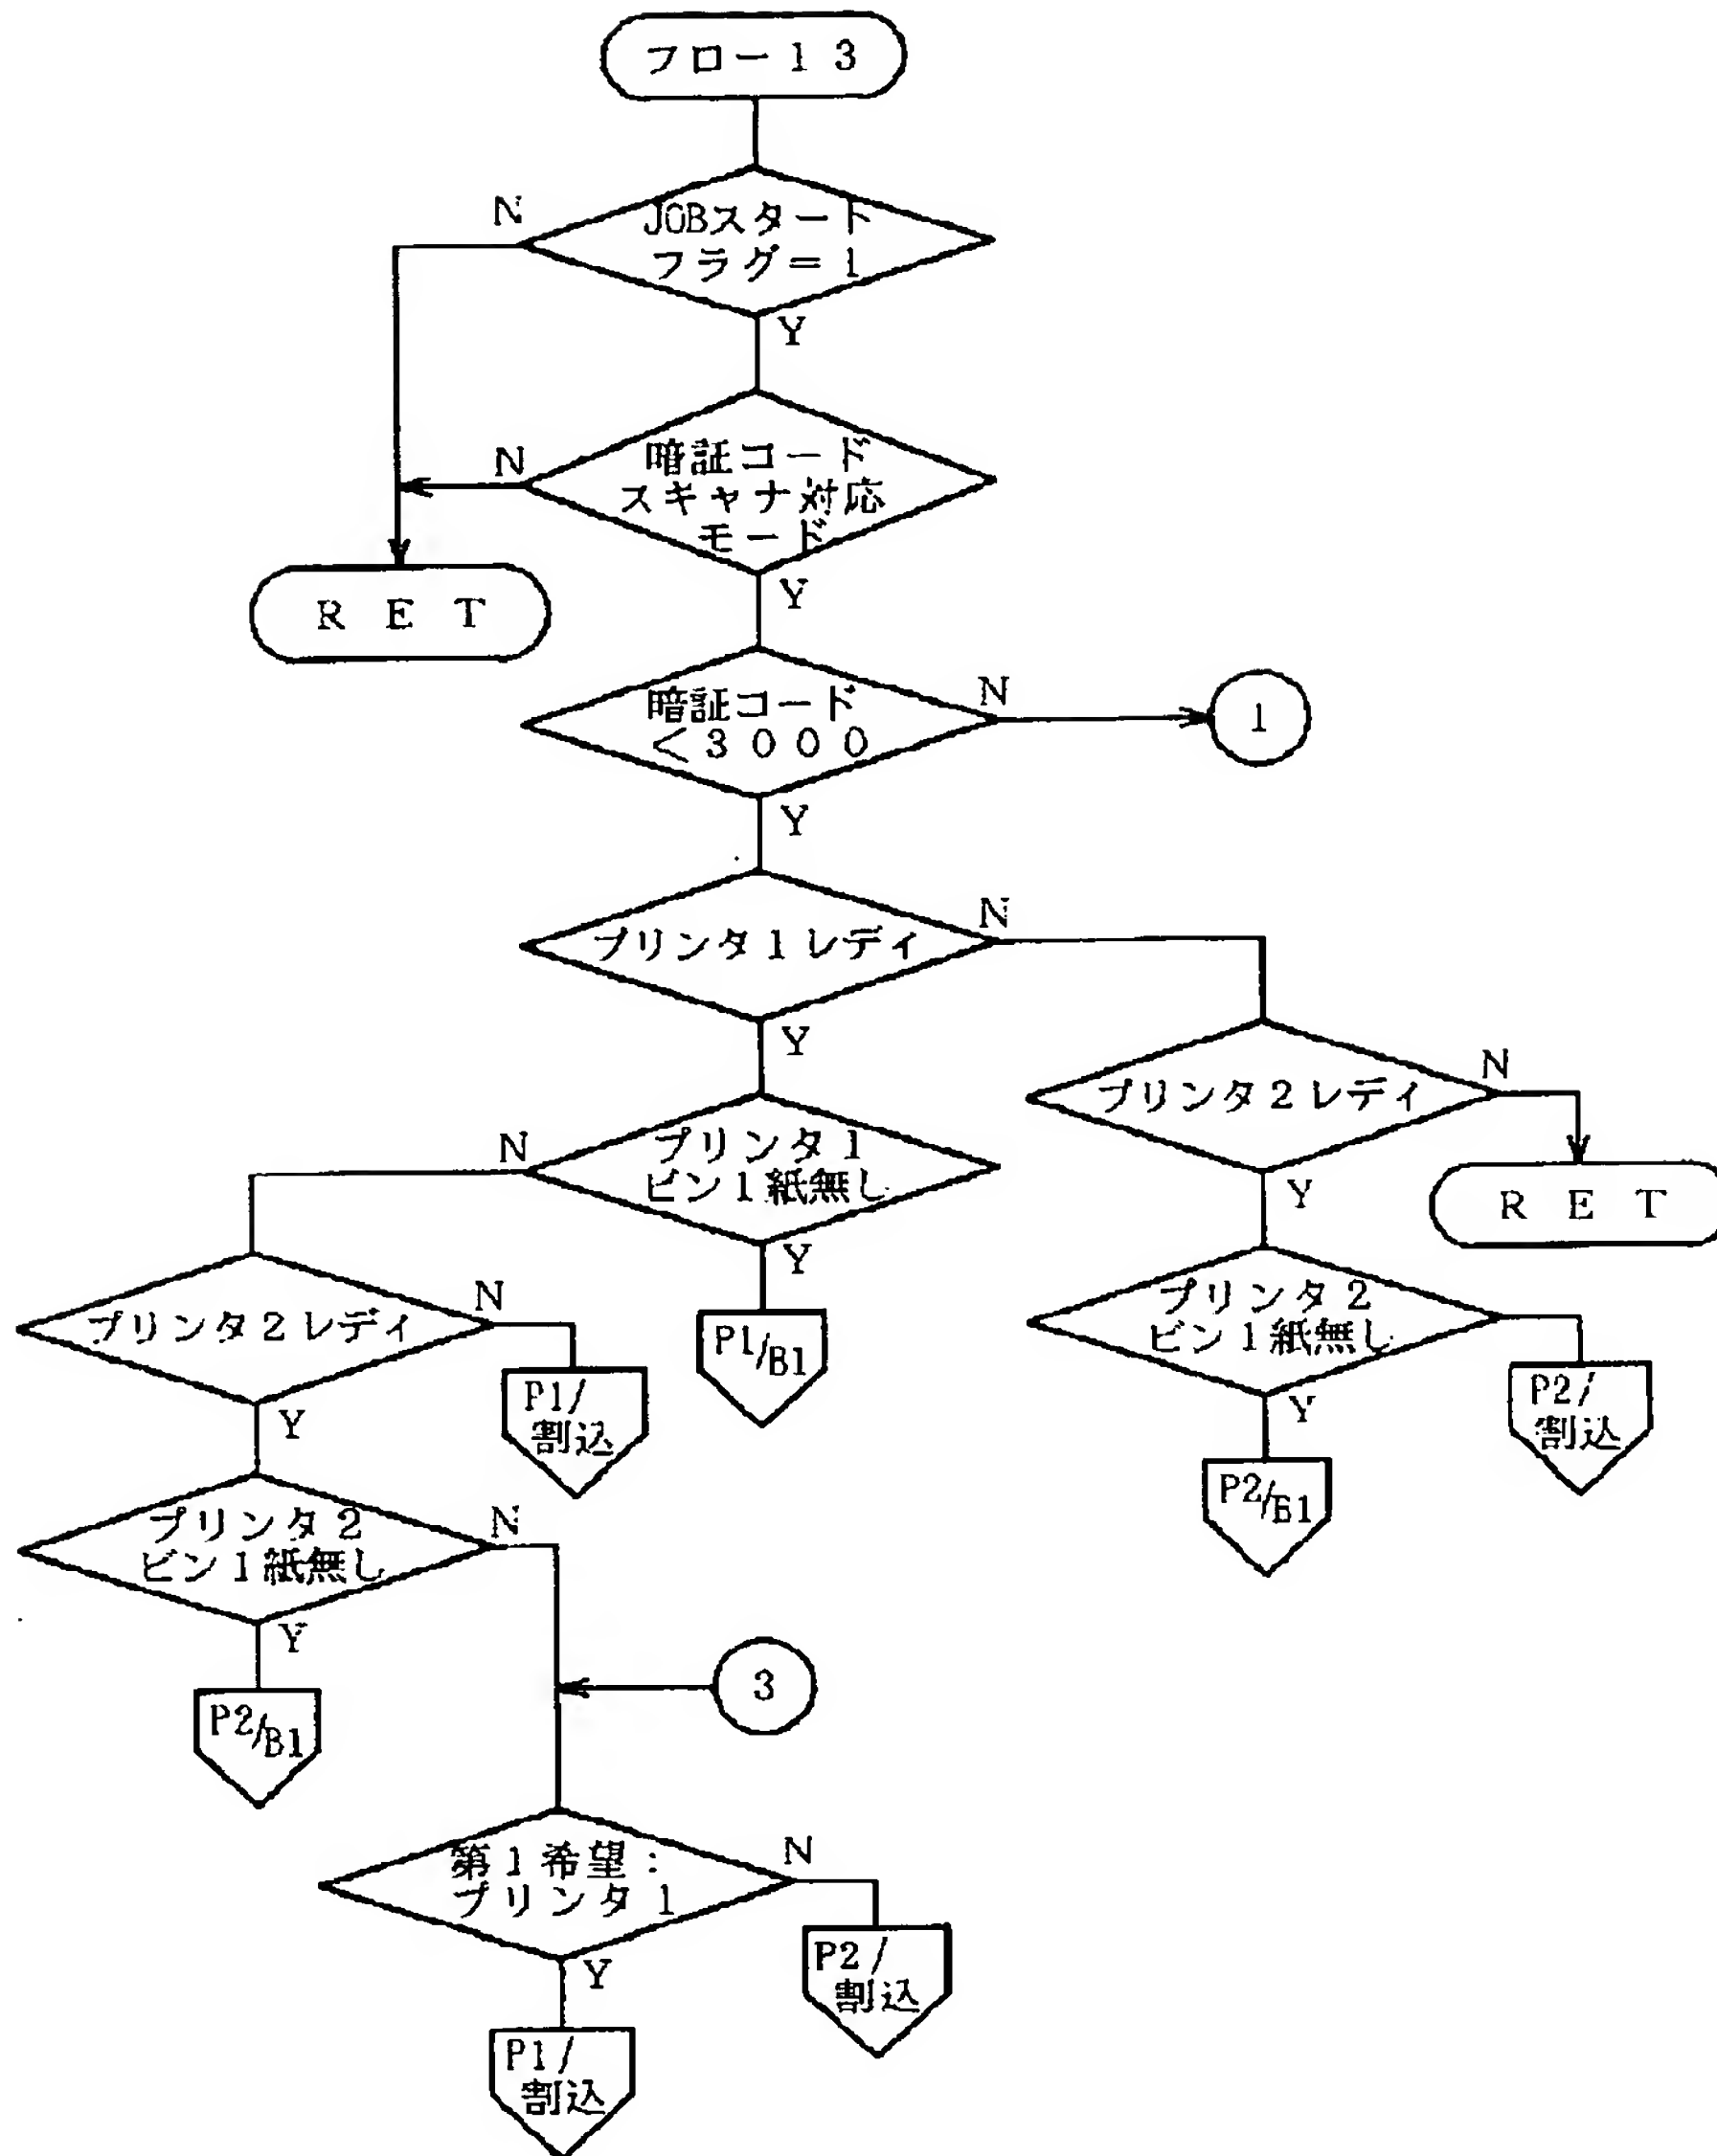 フロー13
N
JOBスタート
フラグ=1
Y
N
暗証コード
スキャナ対応
モード
Y
RET
暗証コード
<3000
N
1
Y
プリンタ1レディ
N
Y
プリンタ2レディ
N
RET
Y
N
プリンタ1
ビン1紙無し
Y
P1/B1
プリンタ2
ビン1紙無し
Y
P2/
割込
P2/B1
プリンタ2レディ
N
P1/
割込
Y
プリンタ2
ビン1紙無し
N
Y
P2/B1
3
第1希望:
プリンタ1
N
P2/
割込
Y
P1/
割込